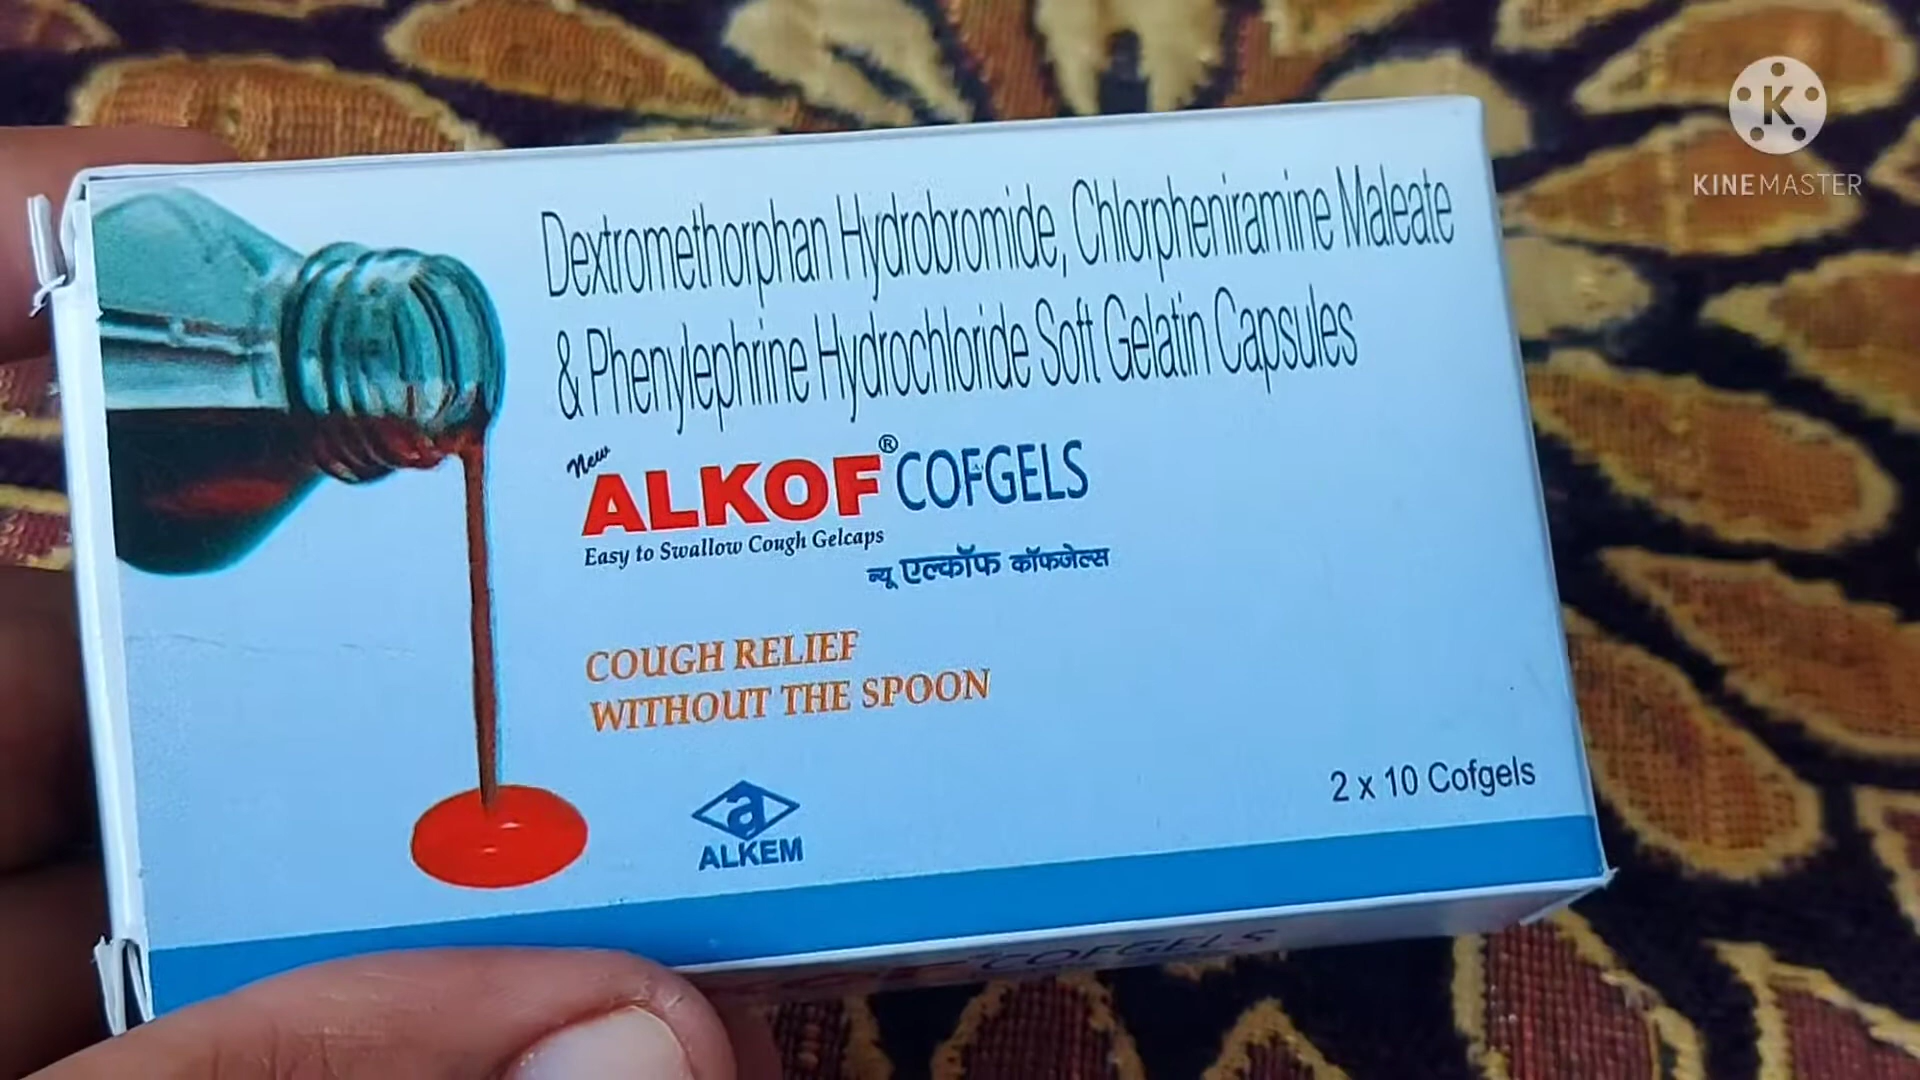 KINEMASTER
Dextromethorphan Hydrobromide, Chlorpheniramine Maleate
& Phenylephrine Hydrochloride Soft Gelatin Capsules
New
ALKOF® COFGELS
Easy to Swallow Cough Gelcaps
न्यू एल्कॉफ कॉफजेल्स
COUGH RELIEF
WITHOUT THE SPOON
2 x 10 Cofgels
ALKEM
COFGELS